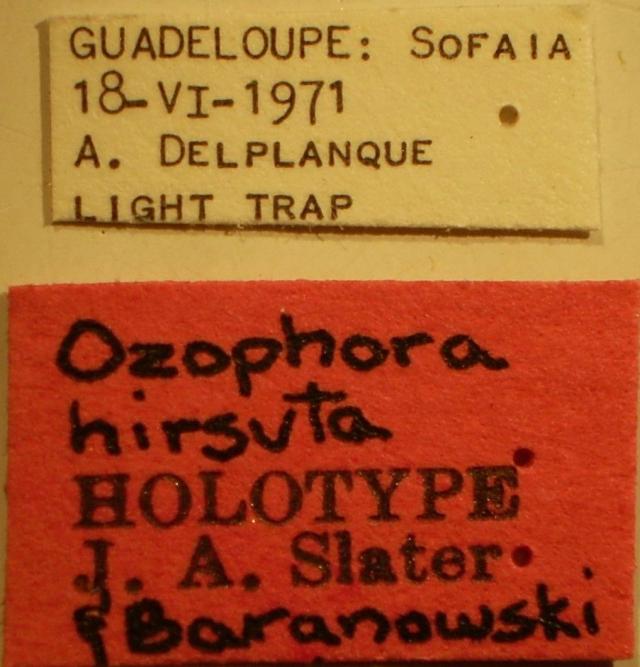 GUADELOUPE: SOFAIA
18-VI-1971
A. DELPLANQUE
LIGHT TRAP
Ozophora
hirsuta
HOLOTYPE
J. A. Slater
& Baranowski